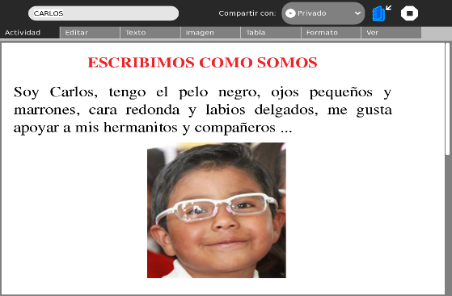 CARLOS
Compartir con:
Privado
Actividad
Editar
Texto
Imagen
Tabla
Formato
Ver
ESCRIBIMOS COMO SOMOS
Soy Carlos, tengo el pelo negro, ojos pequeños y
marrones, cara redonda y labios delgados, me gusta
apoyar a mis hermanitos y compañeros ...